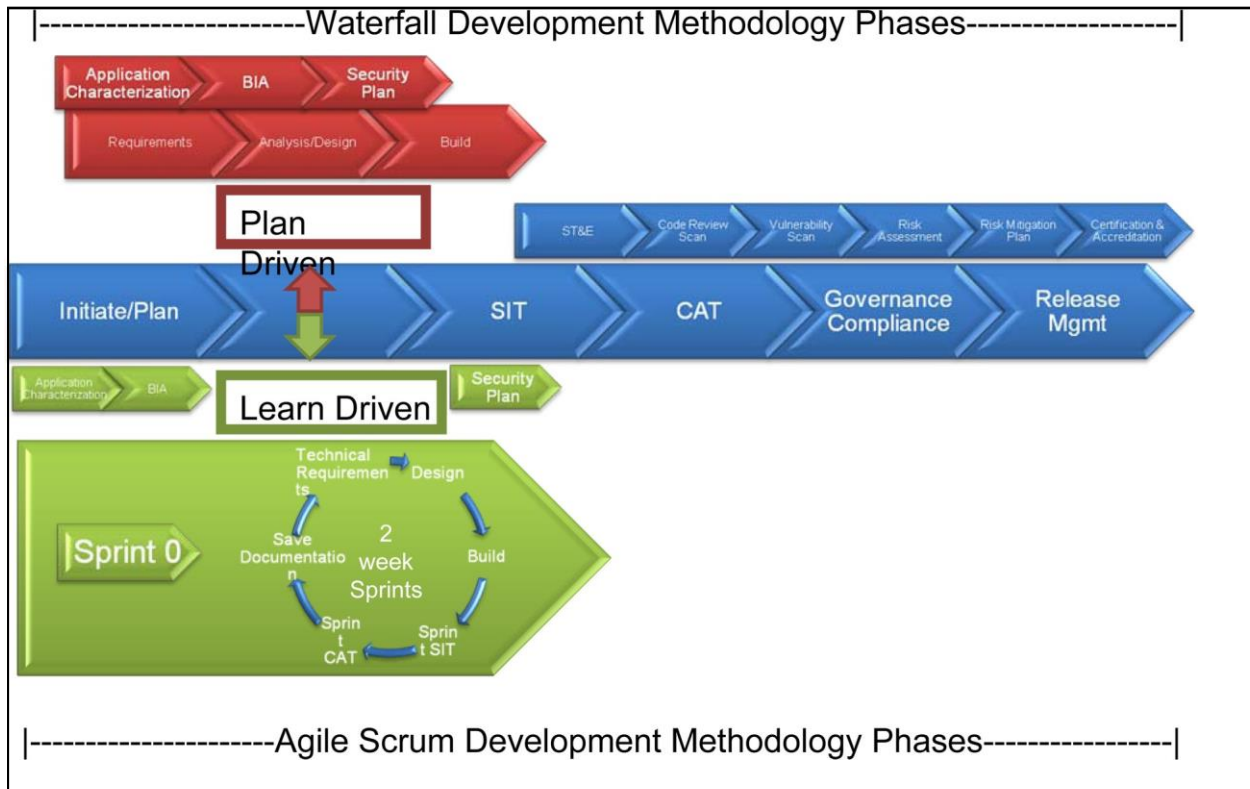 |-----------------------Waterfall Development Methodology Phases------------------|
Application
Characterization
BIA
Security
Plan
Requirements
Analysis/Design
Build
Plan
Driven
ST&E
Code Review
Scan
Vulnerability
Scan
Risk
Assessment
Risk Mitigation
Plan
Certification &
Accreditation
Initiate/Plan
SIT
CAT
Governance
Compliance
Release
Mgmt
Application
Characterization
BIA
Learn Driven
Security
Plan
Sprint 0
Technical
Requiremen
ts
Design
Build
Sprin
t SIT
Sprin
t
CAT
Save
Documentatio
n
2
week
Sprints
|---------------------Agile Scrum Development Methodology Phases----------------|